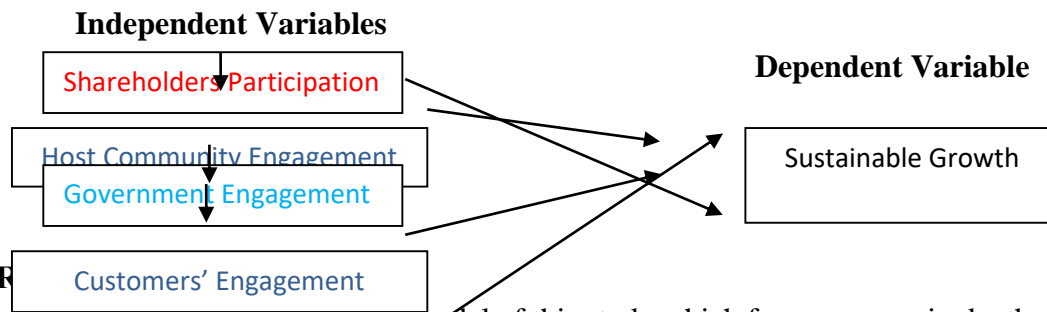 Independent Variables
Shareholders Participation
Dependent Variable
Host Community Engagement
Sustainable Growth
Government Engagement
R
Customers' Engagement